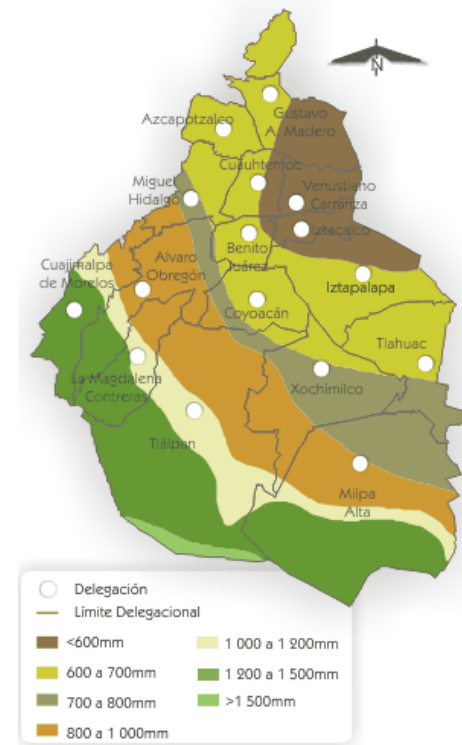 N
Gustavo
A. Madero
Azcapotzalco
Cuauhtemoc
Miguel
Hidalgo
Venustiano
Carranza
Iztacalco
Benito
Juárez
Cuajimalpa
de Morelos
Alvaro
Obregón
Iztapalapa
Coyoacán
Tlahuac
La Magdalena
Contreras
Xochimilco
Tlálpan
Milpa
Alta
Delegación
Límite Delegacional
<600mm
600 a 700mm
700 a 800mm
800 a 1 000mm
1 000 a 1 200mm
1 200 a 1 500mm
>1 500mm